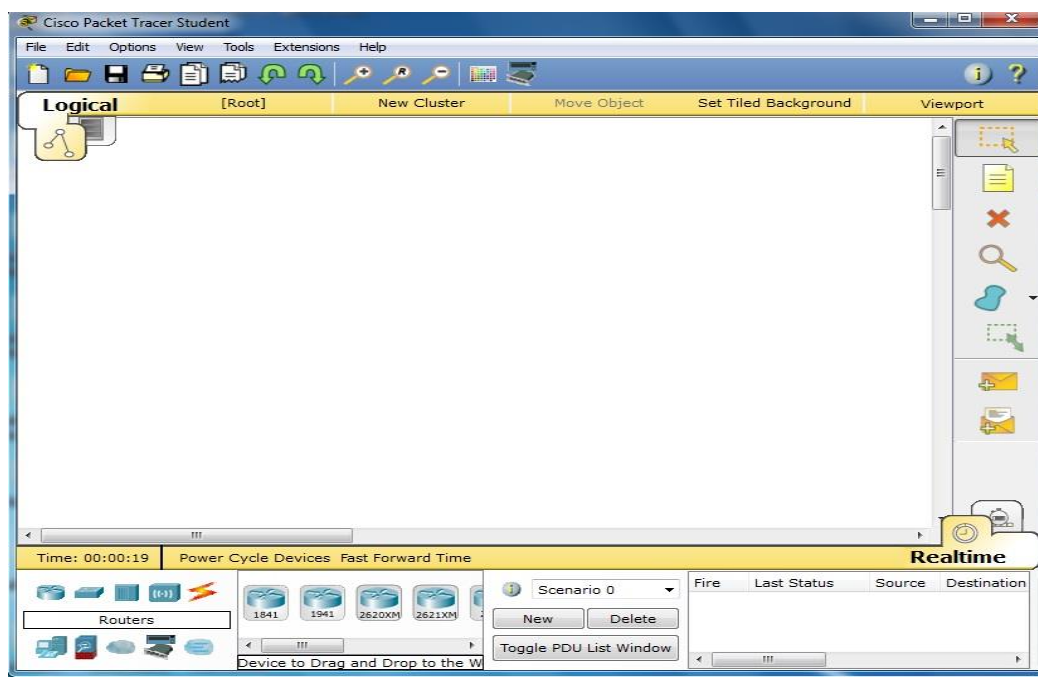 Cisco Packet Tracer Student
File Edit Options View Tools Extensions Help
Logical [Root] New Cluster Move Object Set Tiled Background Viewport
Time: 00:00:19 Power Cycle Devices Fast Forward Time Realtime
Routers
1841 1941 2620XM 2621XM
Device to Drag and Drop to the W
Scenario 0
New Delete
Toggle PDU List Window
Fire Last Status Source Destination